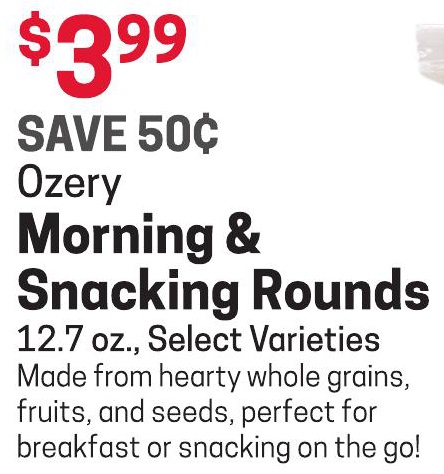 $3.99
SAVE 50¢
Ozery
Morning &
Snacking Rounds
12.7 oz., Select Varieties
Made from hearty whole grains,
fruits, and seeds, perfect for
breakfast or snacking on the go!